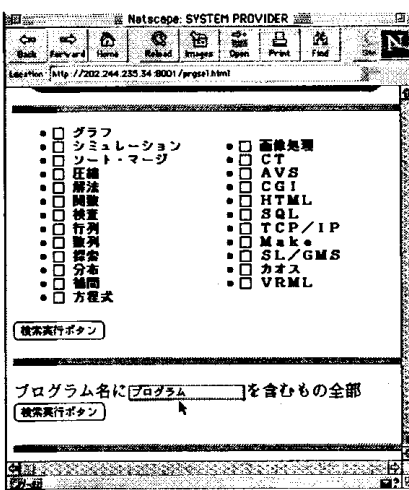 Netscape: SYSTEM PROVIDER
Back Forward Home Reload Images Open Print Find
Location: http://202.244.235.34:8001/prgsel.html
グラフ
シミュレーション
ソート・マージ
圧縮
解法
関数
検査
行列
数列
探索
分布
補間
方程式
画像処理
CT
AVS
CGI
HTML
SQL
TCP/IP
Make
SL/GMS
カオス
VRML
検索実行ボタン
プログラム名に プログラム を含むもの全部
検索実行ボタン